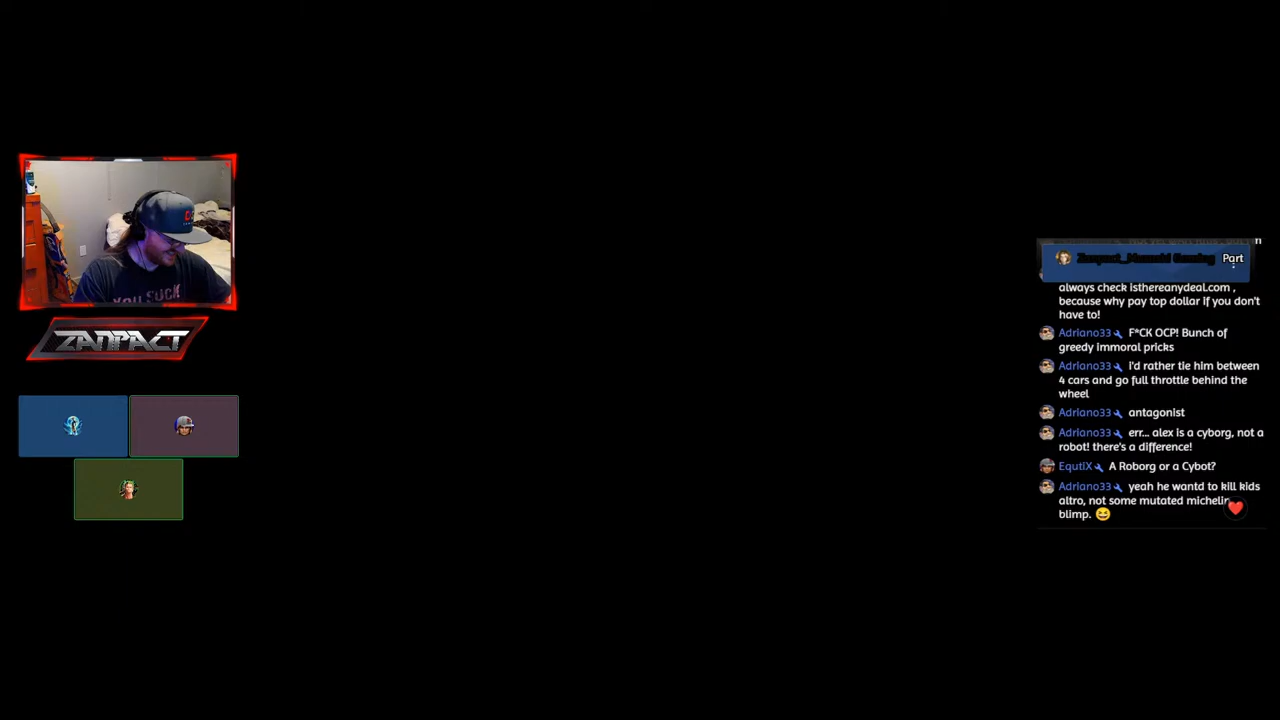 YOU SUCK
ZANPACT
Part
always check isthereanydeal.com ,
because why pay top dollar if you don't
have to!
Adriano33 F*CK OCP! Bunch of
greedy immoral pricks
Adriano33 I'd rather tie him between
4 cars and go full throttle behind the
wheel
Adriano33 antagonist
Adriano33 err... alex is a cyborg, not a
robot! there's a difference!
EqutIX A Roborg or a Cybot?
Adriano33 yeah he wantd to kill kids
altro, not some mutated michelin
blimp. 😆